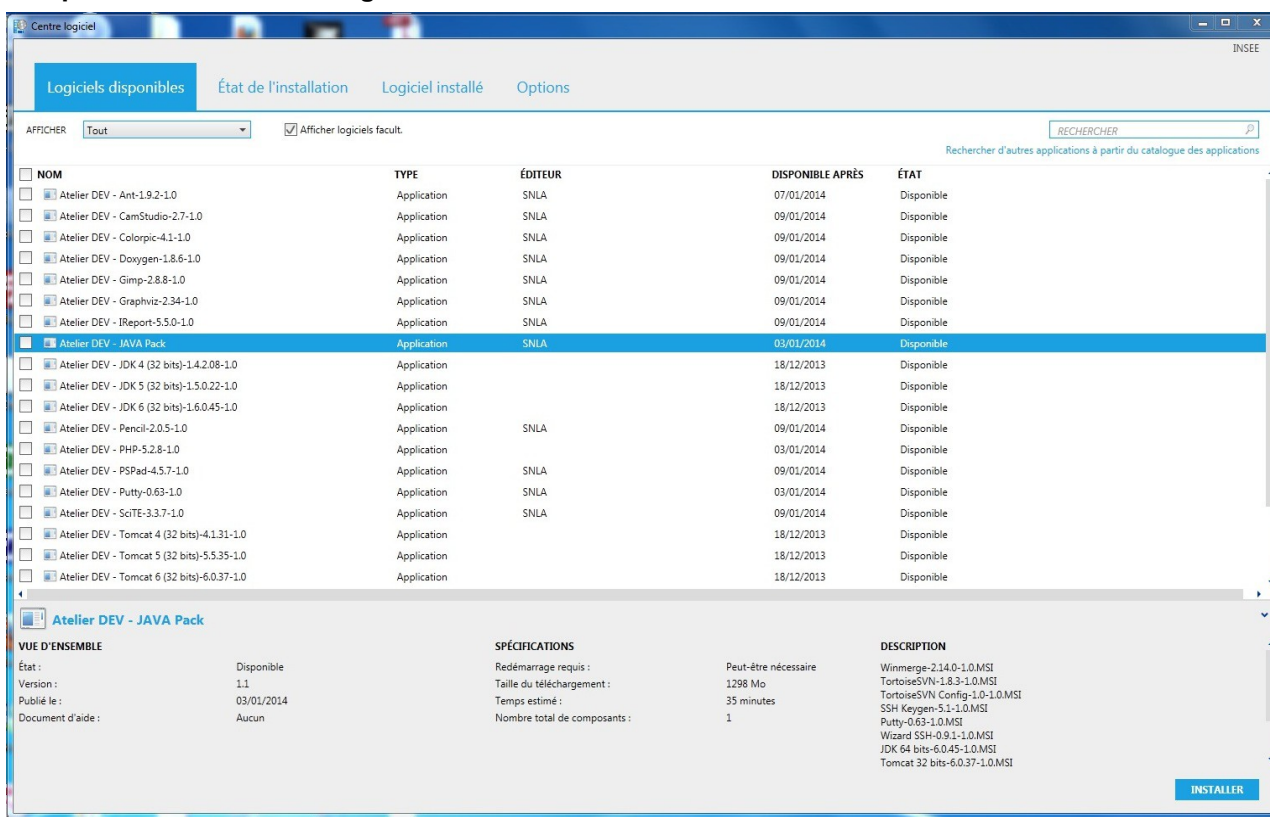 Centre logiciel
INSEE
Logiciels disponibles État de l'installation Logiciel installé Options
AFFICHER Tout Afficher logiciels facult. RECHERCHER
Rechercher d'autres applications à partir du catalogue des applications
NOM TYPE ÉDITEUR DISPONIBLE APRÈS ÉTAT
Atelier DEV - Ant-1.9.2-1.0 Application SNLA 07/01/2014 Disponible
Atelier DEV - CamStudio-2.7-1.0 Application SNLA 09/01/2014 Disponible
Atelier DEV - Colorpic-4.1-1.0 Application SNLA 09/01/2014 Disponible
Atelier DEV - Doxygen-1.8.6-1.0 Application SNLA 09/01/2014 Disponible
Atelier DEV - Gimp-2.8.8-1.0 Application SNLA 09/01/2014 Disponible
Atelier DEV - Graphviz-2.34-1.0 Application SNLA 09/01/2014 Disponible
Atelier DEV - IReport-5.5.0-1.0 Application SNLA 09/01/2014 Disponible
Atelier DEV - JAVA Pack Application SNLA 03/01/2014 Disponible
Atelier DEV - JDK 4 (32 bits)-1.4.2.08-1.0 Application 18/12/2013 Disponible
Atelier DEV - JDK 5 (32 bits)-1.5.0.22-1.0 Application 18/12/2013 Disponible
Atelier DEV - JDK 6 (32 bits)-1.6.0.45-1.0 Application 18/12/2013 Disponible
Atelier DEV - Pencil-2.0.5-1.0 Application SNLA 09/01/2014 Disponible
Atelier DEV - PHP-5.2.8-1.0 Application 03/01/2014 Disponible
Atelier DEV - PSPad-4.5.7-1.0 Application SNLA 09/01/2014 Disponible
Atelier DEV - Putty-0.63-1.0 Application SNLA 03/01/2014 Disponible
Atelier DEV - SciTE-3.3.7-1.0 Application SNLA 09/01/2014 Disponible
Atelier DEV - Tomcat 4 (32 bits)-4.1.31-1.0 Application 18/12/2013 Disponible
Atelier DEV - Tomcat 5 (32 bits)-5.5.35-1.0 Application 18/12/2013 Disponible
Atelier DEV - Tomcat 6 (32 bits)-6.0.37-1.0 Application 18/12/2013 Disponible
Atelier DEV - JAVA Pack
VUE D'ENSEMBLE
État : Disponible
Version : 1.1
Publié le : 03/01/2014
Document d'aide : Aucun
SPÉCIFICATIONS
Redémarrage requis : Peut-être nécessaire
Taille du téléchargement : 1298 Mo
Temps estimé : 35 minutes
Nombre total de composants : 1
DESCRIPTION
Winmerge-2.14.0-1.0.MSI
TortoiseSVN-1.8.3-1.0.MSI
TortoiseSVN Config-1.0-1.0.MSI
SSH Keygen-5.1-1.0.MSI
Putty-0.63-1.0.MSI
Wizard SSH-0.9.1-1.0.MSI
JDK 64 bits-6.0.45-1.0.MSI
Tomcat 32 bits-6.0.37-1.0.MSI
INSTALLER